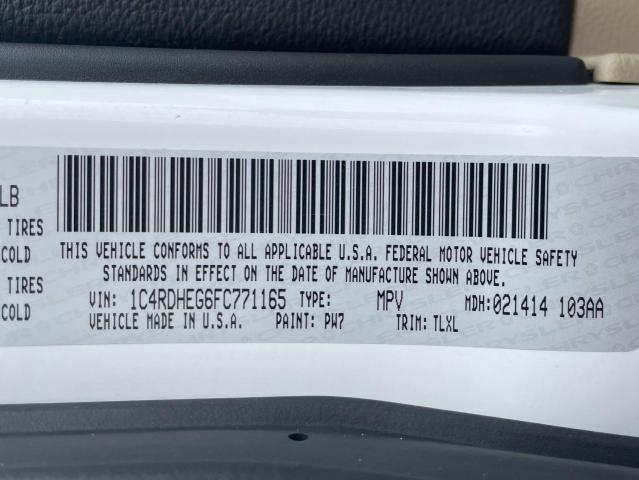 LB
TIRES
COLD
TIRES
COLD
THIS VEHICLE CONFORMS TO ALL APPLICABLE U.S.A. FEDERAL MOTOR VEHICLE SAFETY
STANDARDS IN EFFECT ON THE DATE OF MANUFACTURE SHOWN ABOVE.
VIN: 1C4RDHEG6FC771165 TYPE: MPV MDH:021414 103AA
VEHICLE MADE IN U.S.A. PAINT: PW7 TRIM: TLXL